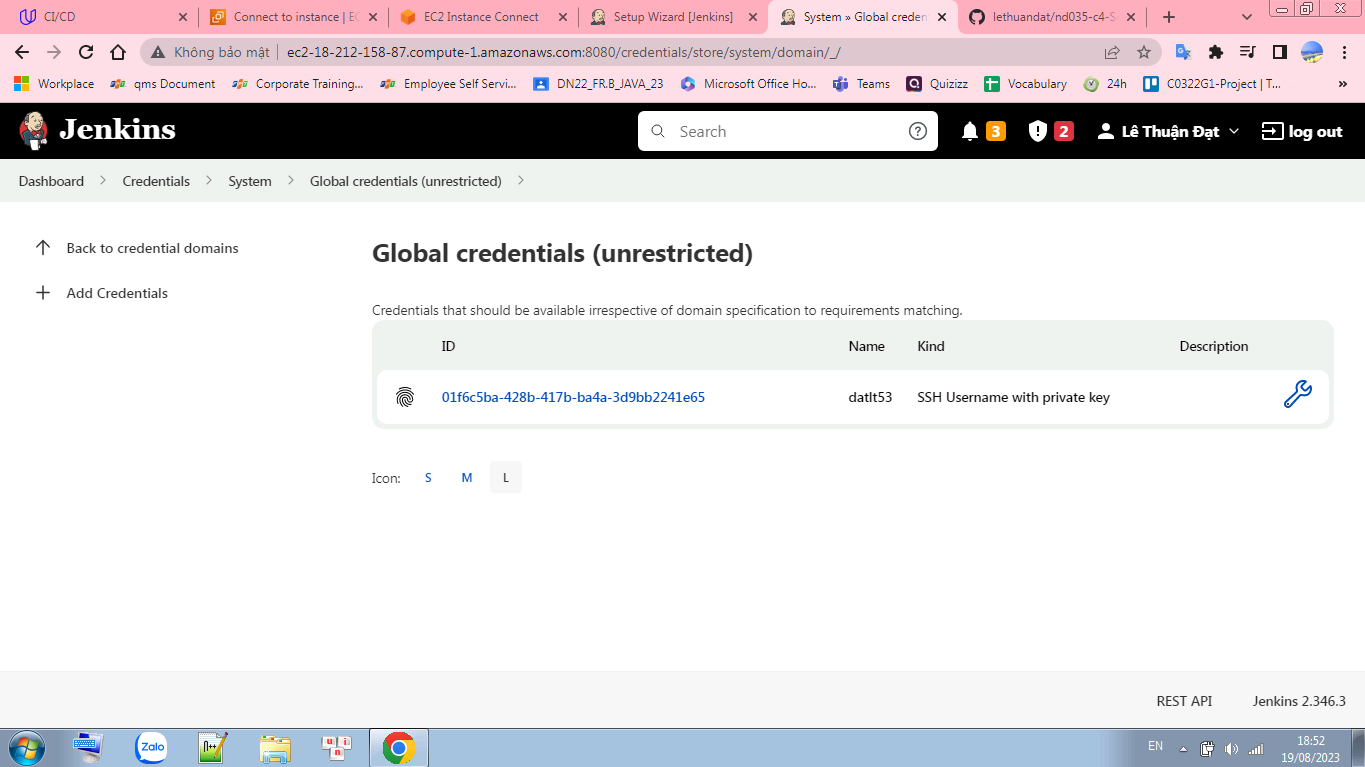 CI/CD
Connect to instance | EC
EC2 Instance Connect
Setup Wizard [Jenkins]
System » Global creden
lethuandat/nd035-c4-S
Không bảo mật
ec2-18-212-158-87.compute-1.amazonaws.com:8080/credentials/store/system/domain/_/
Workplace
qms Document
Corporate Training...
Employee Self Servi...
DN22_FR.B_JAVA_23
Microsoft Office Ho...
Teams
Quizizz
Vocabulary
24h
C0322G1-Project | T...
»
Jenkins
Search
3
2
Lê Thuận Đạt
log out
Dashboard
Credentials
System
Global credentials (unrestricted)
Back to credential domains
Add Credentials
Global credentials (unrestricted)
Credentials that should be available irrespective of domain specification to requirements matching.
ID Name Kind Description
01f6c5ba-428b-417b-ba4a-3d9bb2241e65 datlt53 SSH Username with private key
Icon: S M L
REST API Jenkins 2.346.3
Zalo
N++
u n i
EN
18:52
19/08/2023